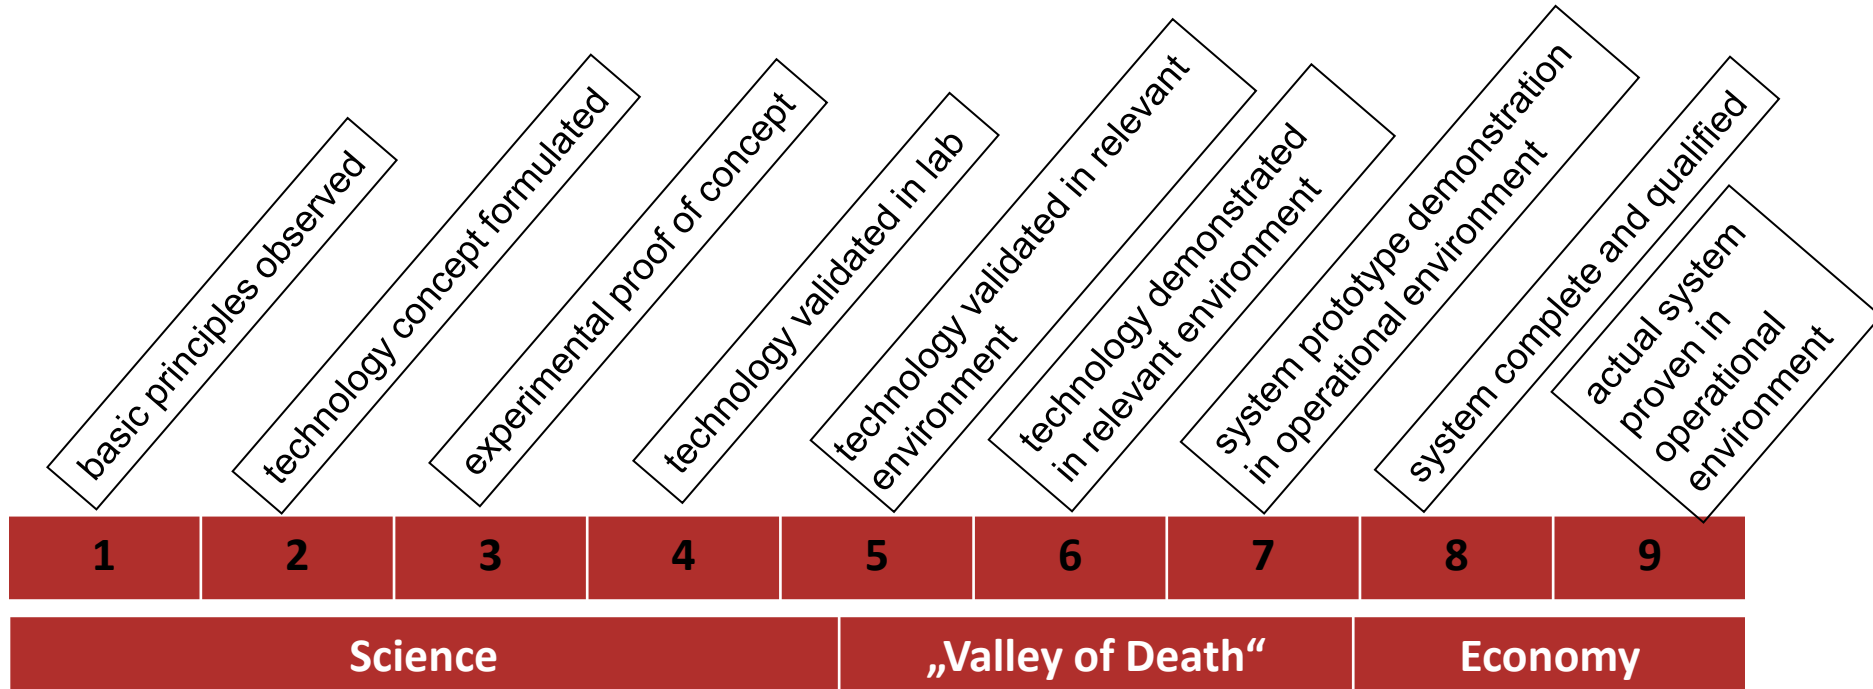 basic principles observed
technology concept formulated
experimental proof of concept
technology validated in lab
technology validated in relevant
environment
technology demonstrated
in relevant environment
system prototype demonstration
in operational environment
system complete and qualified
actual system
proven in
operational
environment
1 2 3 4 5 6 7 8 9
Science „Valley of Death“ Economy